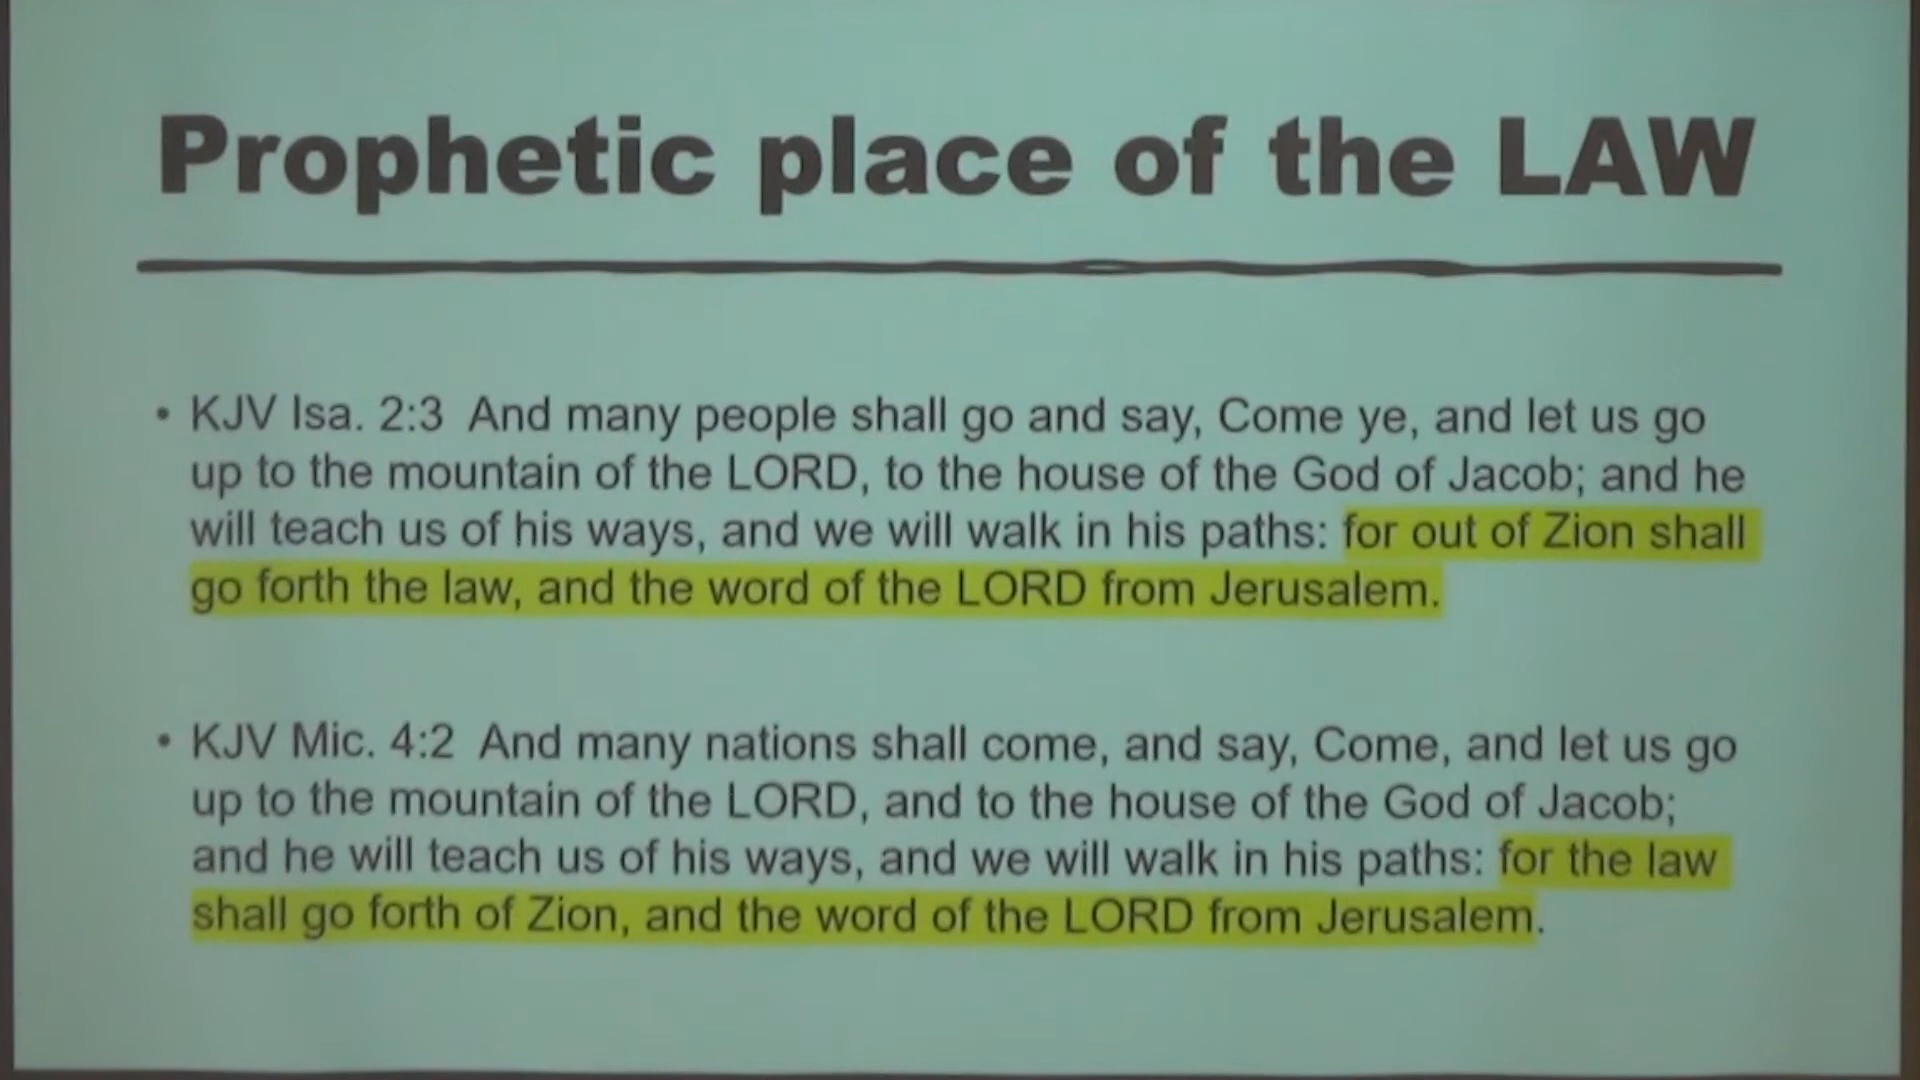 Prophetic place of the LAW
• KJV Isa. 2:3 And many people shall go and say, Come ye, and let us go
up to the mountain of the LORD, to the house of the God of Jacob; and he
will teach us of his ways, and we will walk in his paths: for out of Zion shall
go forth the law, and the word of the LORD from Jerusalem.
• KJV Mic. 4:2 And many nations shall come, and say, Come, and let us go
up to the mountain of the LORD, and to the house of the God of Jacob;
and he will teach us of his ways, and we will walk in his paths: for the law
shall go forth of Zion, and the word of the LORD from Jerusalem.